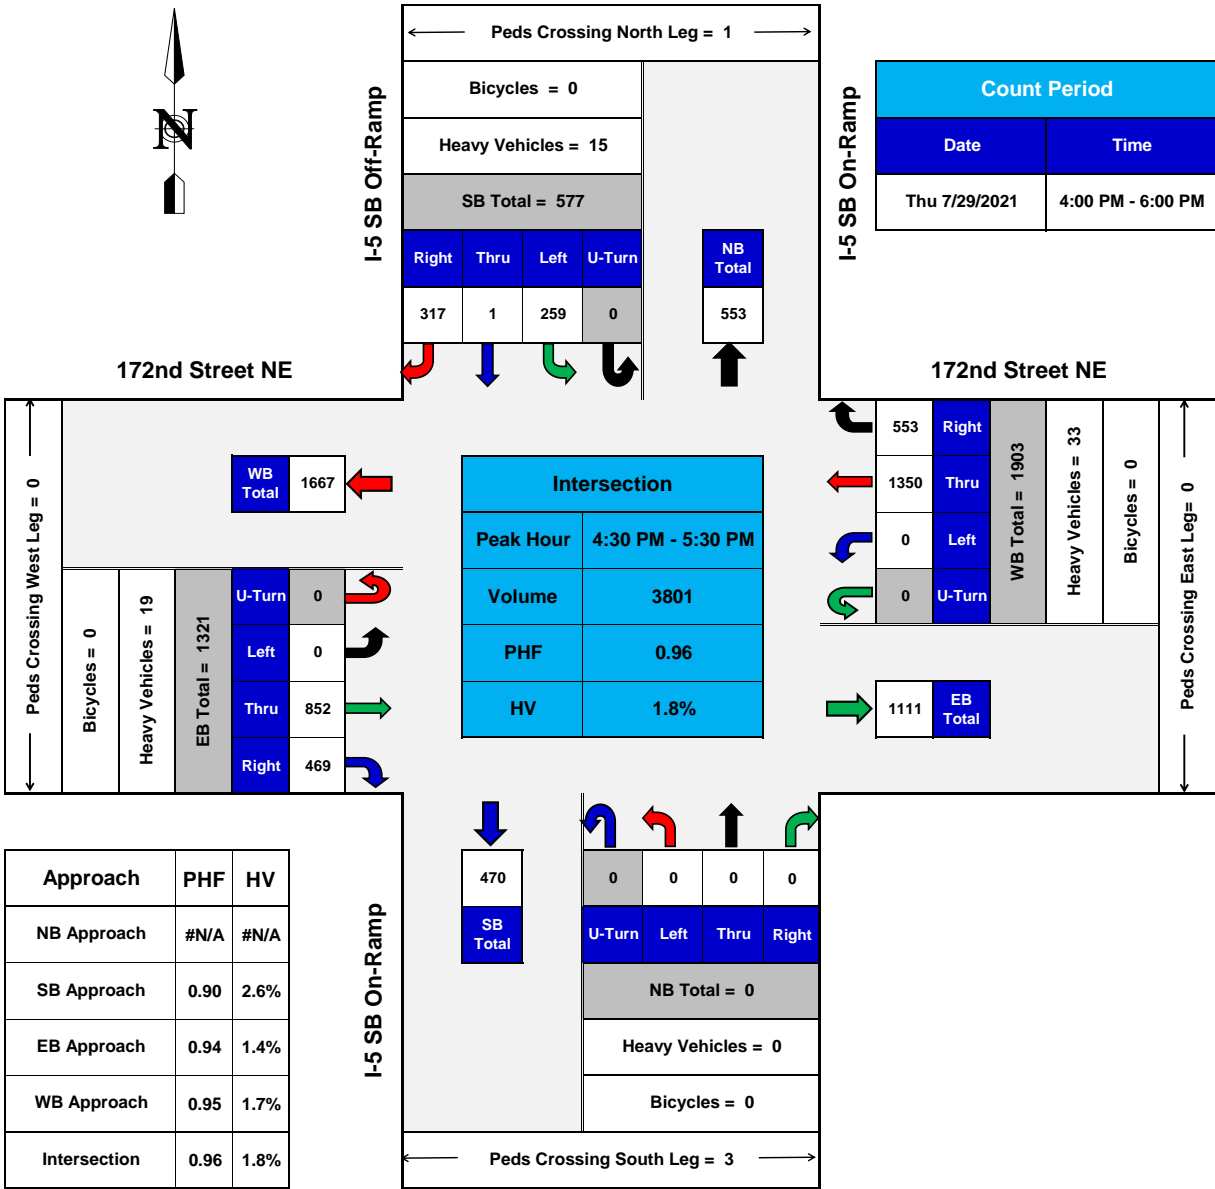 N
Peds Crossing North Leg = 1
Bicycles = 0
Heavy Vehicles = 15
SB Total = 577
Right Thru Left U-Turn
317 1 259 0
NB Total
553
I-5 SB Off-Ramp
I-5 SB On-Ramp
Count Period
Date Time
Thu 7/29/2021 4:00 PM - 6:00 PM
172nd Street NE
172nd Street NE
Peds Crossing West Leg = 0
WB Total 1667
Bicycles = 0
Heavy Vehicles = 19
EB Total = 1321
U-Turn 0
Left 0
Thru 852
Right 469
Intersection
Peak Hour 4:30 PM - 5:30 PM
Volume 3801
PHF 0.96
HV 1.8%
553 Right
1350 Thru
0 Left
0 U-Turn
WB Total = 1903
Heavy Vehicles = 33
Bicycles = 0
Peds Crossing East Leg= 0
1111 EB Total
Approach PHF HV
NB Approach #N/A #N/A
SB Approach 0.90 2.6%
EB Approach 0.94 1.4%
WB Approach 0.95 1.7%
Intersection 0.96 1.8%
I-5 SB On-Ramp
470
SB Total
0 0 0 0
U-Turn Left Thru Right
NB Total = 0
Heavy Vehicles = 0
Bicycles = 0
Peds Crossing South Leg = 3